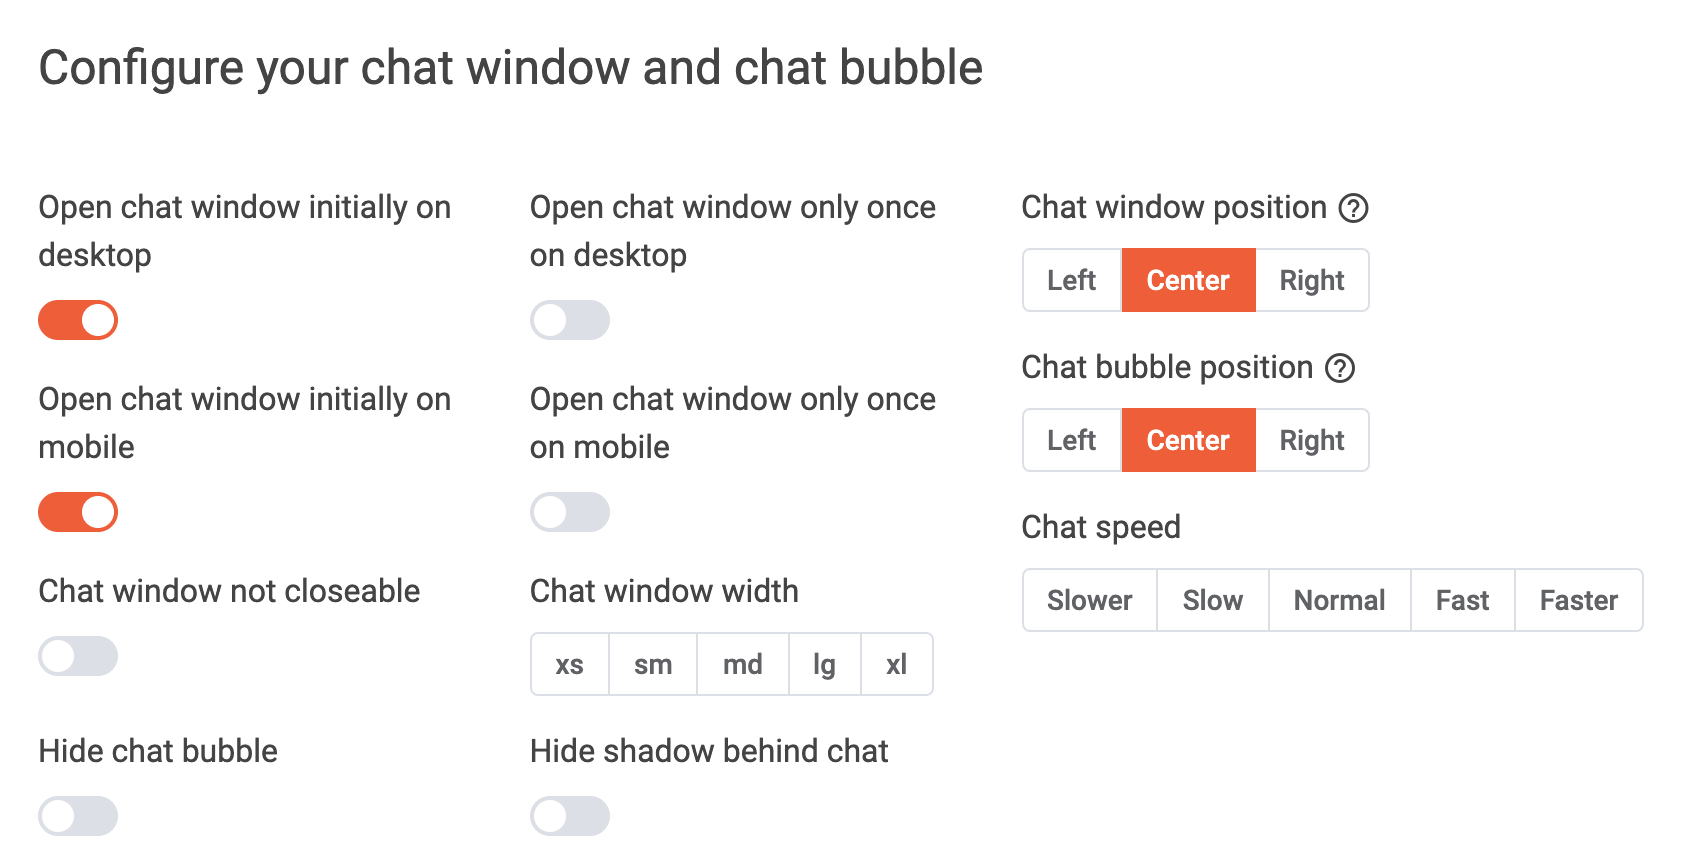 Configure your chat window and chat bubble
Open chat window initially on
desktop
Open chat window initially on
mobile
Chat window not closeable
Hide chat bubble
Open chat window only once
on desktop
Open chat window only once
on mobile
Chat window width
xs sm md lg xl
Hide shadow behind chat
Chat window position ?
Left Center Right
Chat bubble position ?
Left Center Right
Chat speed
Slower Slow Normal Fast Faster